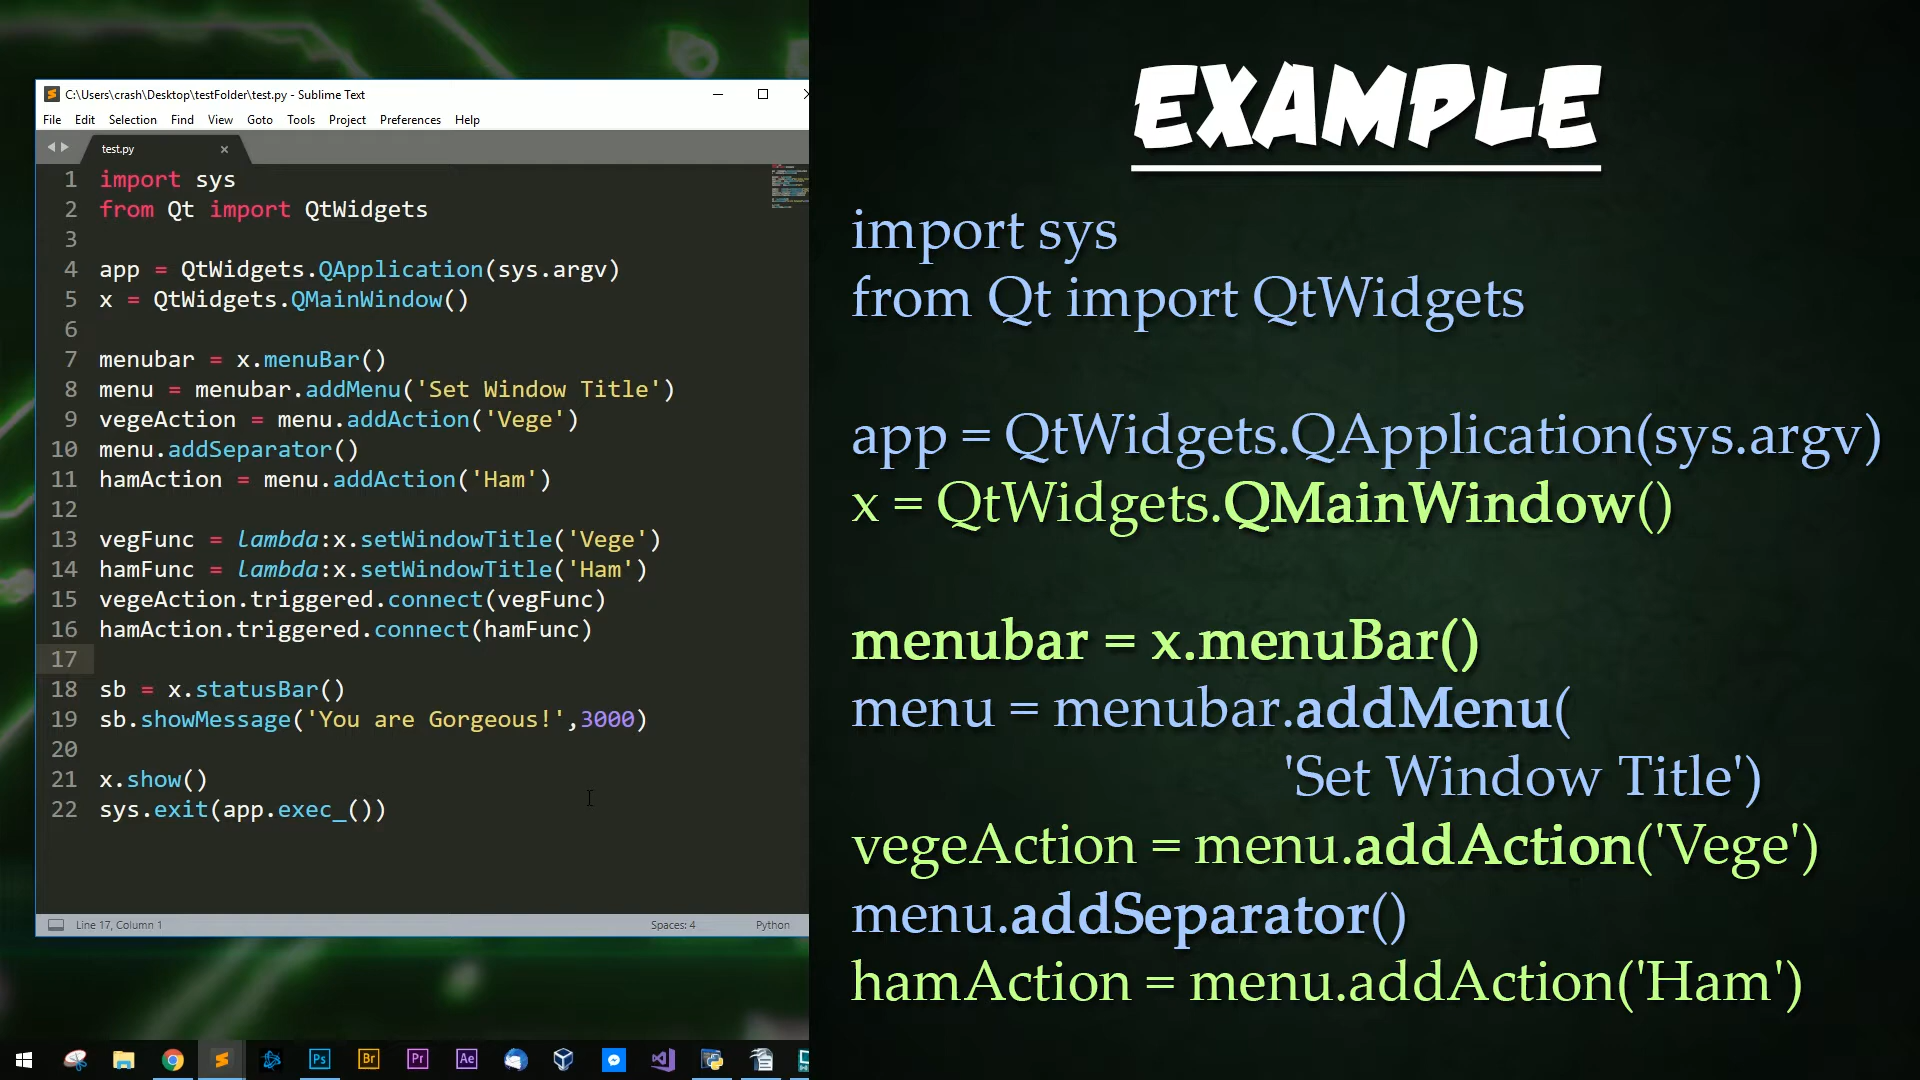 C:\Users\crash\Desktop\testFolder\test.py - Sublime Text
File Edit Selection Find View Goto Tools Project Preferences Help
test.py
1 import sys
2 from Qt import QtWidgets
3
4 app = QtWidgets.QApplication(sys.argv)
5 x = QtWidgets.QMainWindow()
6
7 menubar = x.menuBar()
8 menu = menubar.addMenu('Set Window Title')
9 vegeAction = menu.addAction('Vege')
10 menu.addSeparator()
11 hamAction = menu.addAction('Ham')
12
13 vegFunc = lambda:x.setWindowTitle('Vege')
14 hamFunc = lambda:x.setWindowTitle('Ham')
15 vegeAction.triggered.connect(vegFunc)
16 hamAction.triggered.connect(hamFunc)
17
18 sb = x.statusBar()
19 sb.showMessage('You are Gorgeous!',3000)
20
21 x.show()
22 sys.exit(app.exec_())
Line 17, Column 1 Spaces: 4 Python
Ps Br Pr Ae
EXAMPLE
import sys
from Qt import QtWidgets
app = QtWidgets.QApplication(sys.argv)
x = QtWidgets.QMainWindow()
menubar = x.menuBar()
menu = menubar.addMenu(
'Set Window Title')
vegeAction = menu.addAction('Vege')
menu.addSeparator()
hamAction = menu.addAction('Ham')